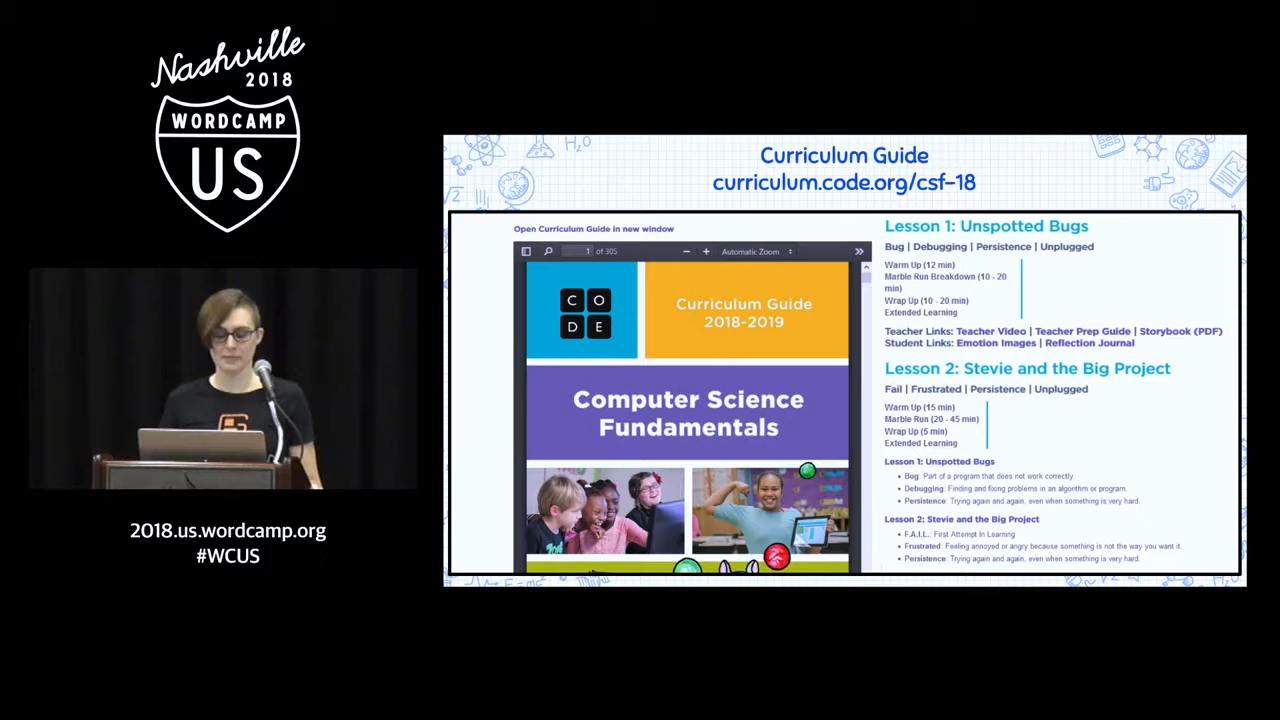 Nashville
2018
WORDCAMP
US
2018.us.wordcamp.org
#WCUS
Curriculum Guide
curriculum.code.org/csf-18
Open Curriculum Guide in new window
1 of 305
Automatic Zoom
C O
D E
Curriculum Guide
2018-2019
Computer Science
Fundamentals
Lesson 1: Unspotted Bugs
Bug | Debugging | Persistence | Unplugged
Warm Up (12 min)
Marble Run Breakdown (10 - 20
min)
Wrap Up (10 - 20 min)
Extended Learning
Teacher Links: Teacher Video | Teacher Prep Guide | Storybook (PDF)
Student Links: Emotion Images | Reflection Journal
Lesson 2: Stevie and the Big Project
Fail | Frustrated | Persistence | Unplugged
Warm Up (15 min)
Marble Run (20 - 45 min)
Wrap Up (5 min)
Extended Learning
Lesson 1: Unspotted Bugs
• Bug: Part of a program that does not work correctly.
• Debugging: Finding and fixing problems in an algorithm or program.
• Persistence: Trying again and again, even when something is very hard.
Lesson 2: Stevie and the Big Project
• F.A.I.L.: First Attempt In Learning
• Frustrated: Feeling annoyed or angry because something is not the way you want it.
• Persistence: Trying again and again, even when something is very hard.
H₂O
√2